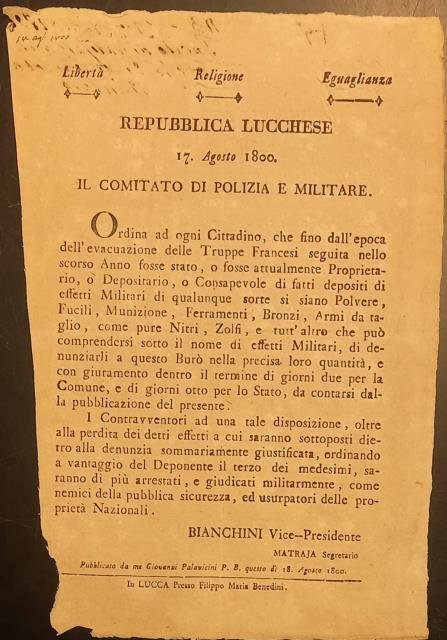 Libertà Religione Eguaglianza
REPUBBLICA LUCCHESE
17. Agosto 1800.
IL COMITATO DI POLIZIA E MILITARE.
Ordina ad ogni Cittadino, che fino dall'epoca
dell'evacuazione delle Truppe Francesi seguita nello
scorso Anno fosse stato, o fosse attualmente Proprieta-
rio, o Depositario, o Consapevole di fatti depositi di
effetti Militari di qualunque sorte si siano Polvere,
Fucili, Munizione, Ferramenti, Bronzi, Armi da ta-
glio, come pure Nitri, Zolfi, e tutt'altro che può
comprendersi sotto il nome di effetti Militari, di de-
nunziarli a questo Burò nella precisa loro quantità, e
con giuramento dentro il termine di giorni due per la
Comune, e di giorni otto per lo Stato, da contarsi dal-
la pubblicazione del presente.
I Contravventori ad una tale disposizione, oltre
alla perdita dei detti effetti a cui saranno sottoposti die-
tro alla denunzia sommariamente giustificata, ordinando
a vantaggio del Deponente il terzo dei medesimi, sa-
ranno di più arrestati, e giudicati militarmente, come
nemici della pubblica sicurezza, ed usurpatori delle pro-
prietà Nazionali.
BIANCHINI Vice--Presidente
MATRAJA Segretario
Pubblicato da me Giovanni Palavicini P. B. questo dì 18. Agosto 1800.
In LUCCA Presso Filippo Maria Benedini.